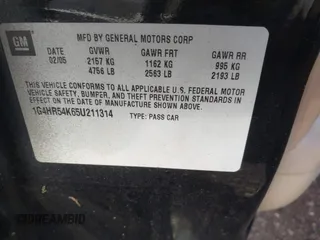 GM
MFD BY GENERAL MOTORS CORP
DATE GVWR GAWR FRT GAWR RR
02/05 2157 KG 1162 KG 995 KG
4756 LB 2563 LB 2193 LB
THIS VEHICLE CONFORMS TO ALL APPLICABLE U.S. FEDERAL MOTOR
VEHICLE SAFETY, BUMPER, AND THEFT PREVENTION STANDARDS IN
EFFECT ON THE DATE OF MANUFACTURE SHOWN ABOVE.
1G4HR54K65U211314 TYPE: PASS CAR